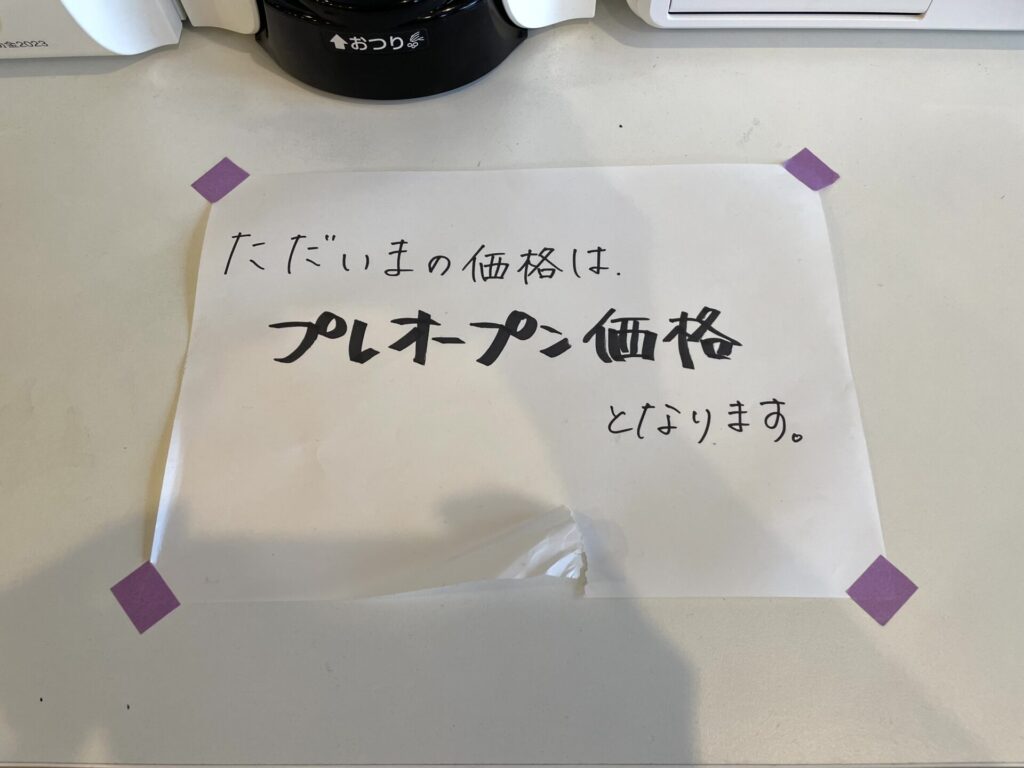 2023
↑おつり
ただいまの価格は.
プレオープン価格
となります。